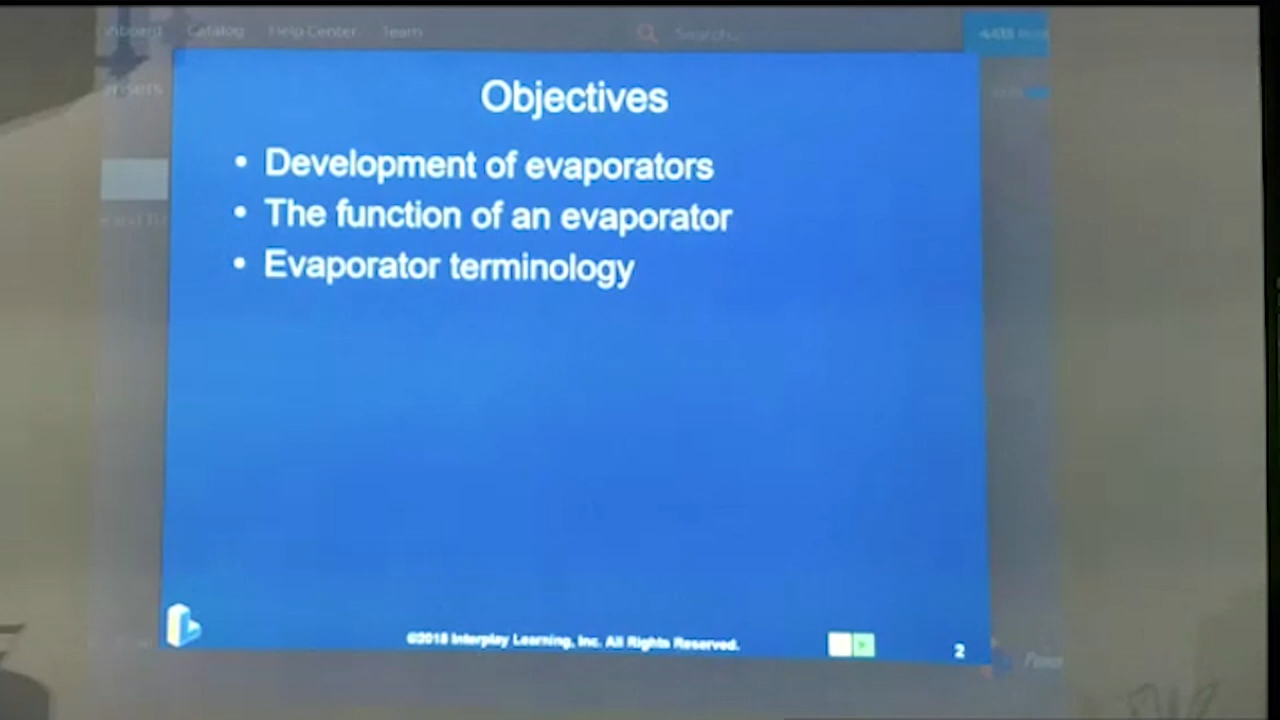 Catalog Help Center Team
Search...
Objectives
• Development of evaporators
• The function of an evaporator
• Evaporator terminology
©2018 Interplay Learning, Inc. All Rights Reserved.
2